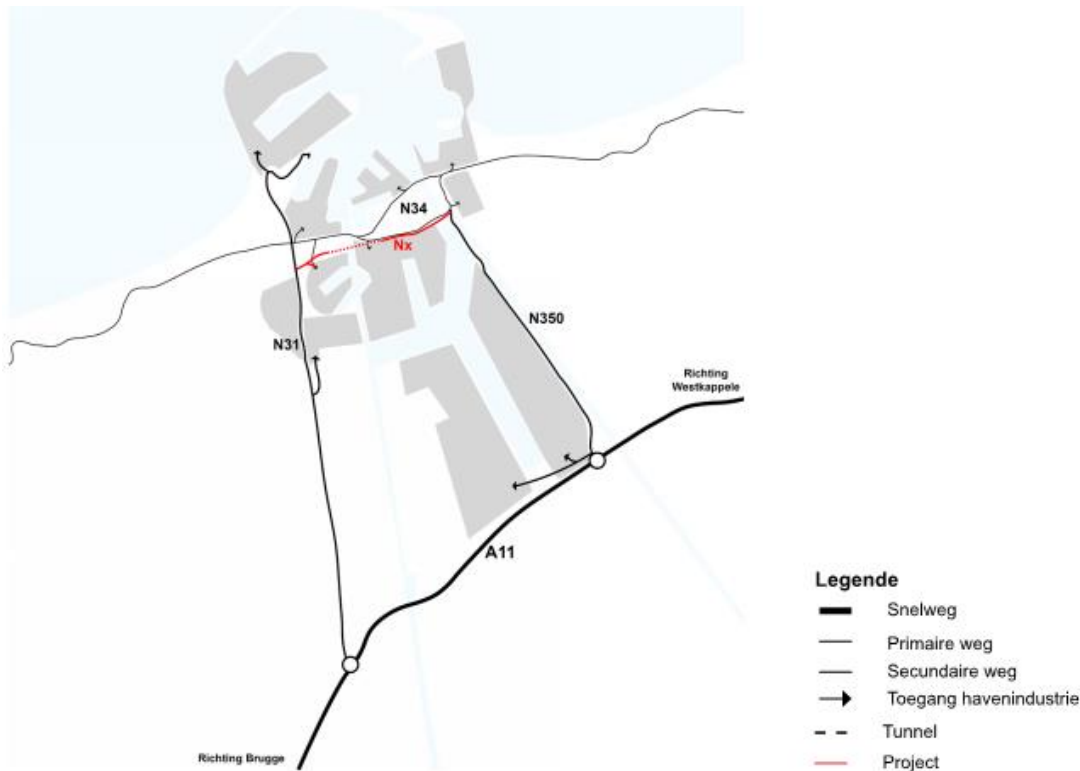 N34
Nx
N350
N31
Richting
Westkappele
A11
Richting Brugge
Legende
Snelweg
Primaire weg
Secundaire weg
Toegang havenindustrie
Tunnel
Project